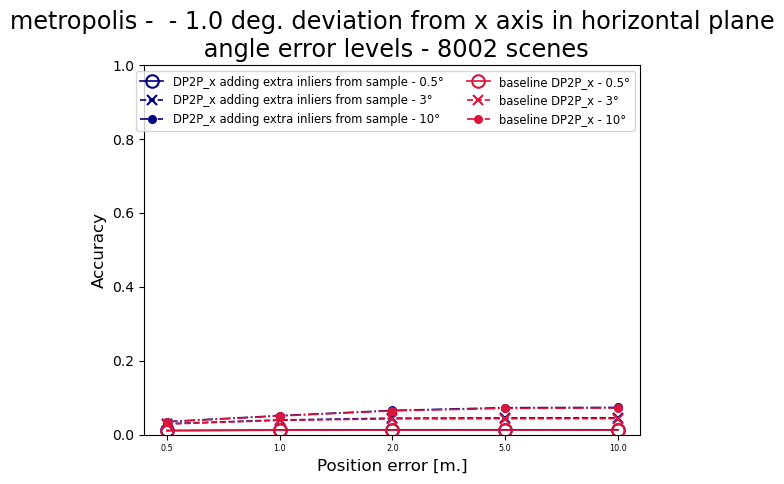 metropolis -  - 1.0 deg. deviation from x axis in horizontal plane
angle error levels - 8002 scenes
DP2P_x adding extra inliers from sample - 0.5°
DP2P_x adding extra inliers from sample - 3°
DP2P_x adding extra inliers from sample - 10°
baseline DP2P_x - 0.5°
baseline DP2P_x - 3°
baseline DP2P_x - 10°
Accuracy
1.0
0.8
0.6
0.4
0.2
0.0
0.5 1.0 2.0 5.0 10.0
Position error [m.]